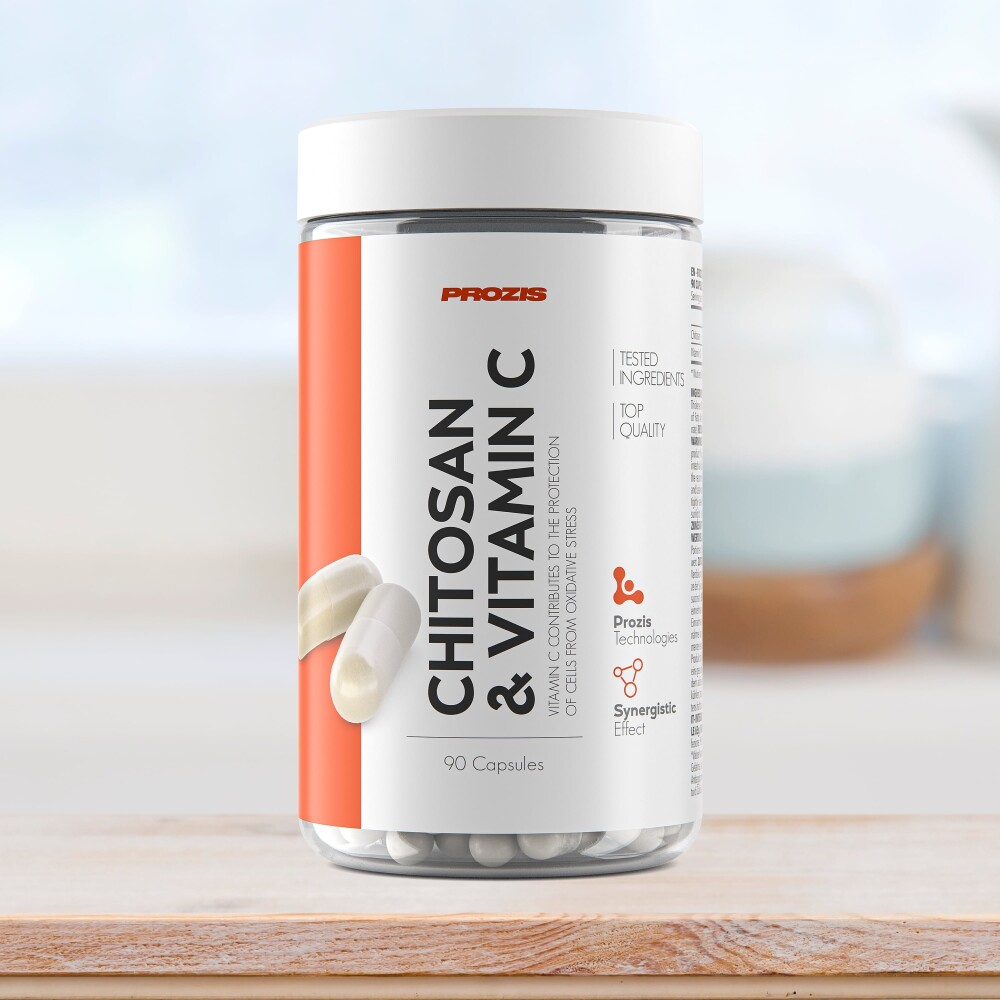 PROZIS
CHITOSAN
& VITAMIN C
VITAMIN C CONTRIBUTES TO THE PROTECTION
OF CELLS FROM OXIDATIVE STRESS
90 Capsules
TESTED
INGREDIENTS
TOP
QUALITY
Prozis
Technologies
Synergistic
Effect